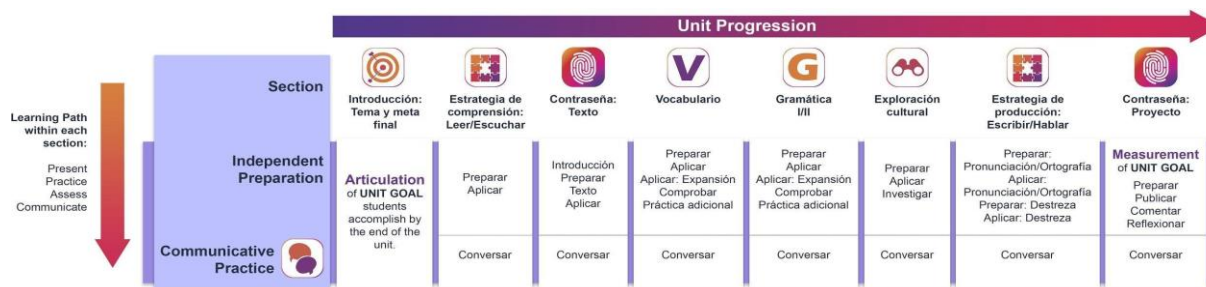 Unit Progression
Learning Path
within each
section:
Present
Practice
Assess
Communicate
Section
Independent
Preparation
Communicative
Practice
Introducción:
Tema y meta
final
Articulation
of UNIT GOAL
students
accomplish by
the end of the
unit.
Estrategia de
comprensión:
Leer/Escuchar
Preparar
Aplicar
Conversar
Contraseña:
Texto
Introducción
Preparar
Texto
Aplicar
Conversar
V
Vocabulario
Preparar
Aplicar
Aplicar: Expansión
Comprobar
Práctica adicional
Conversar
G
Gramática
I/II
Preparar
Aplicar
Aplicar: Expansión
Comprobar
Práctica adicional
Conversar
Exploración
cultural
Preparar
Aplicar
Investigar
Conversar
Estrategia de
producción:
Escribir/Hablar
Preparar:
Pronunciación/Ortografía
Aplicar:
Pronunciación/Ortografía
Preparar: Destreza
Aplicar: Destreza
Conversar
Contraseña:
Proyecto
Measurement
of UNIT GOAL
Preparar
Publicar
Comentar
Reflexionar
Conversar